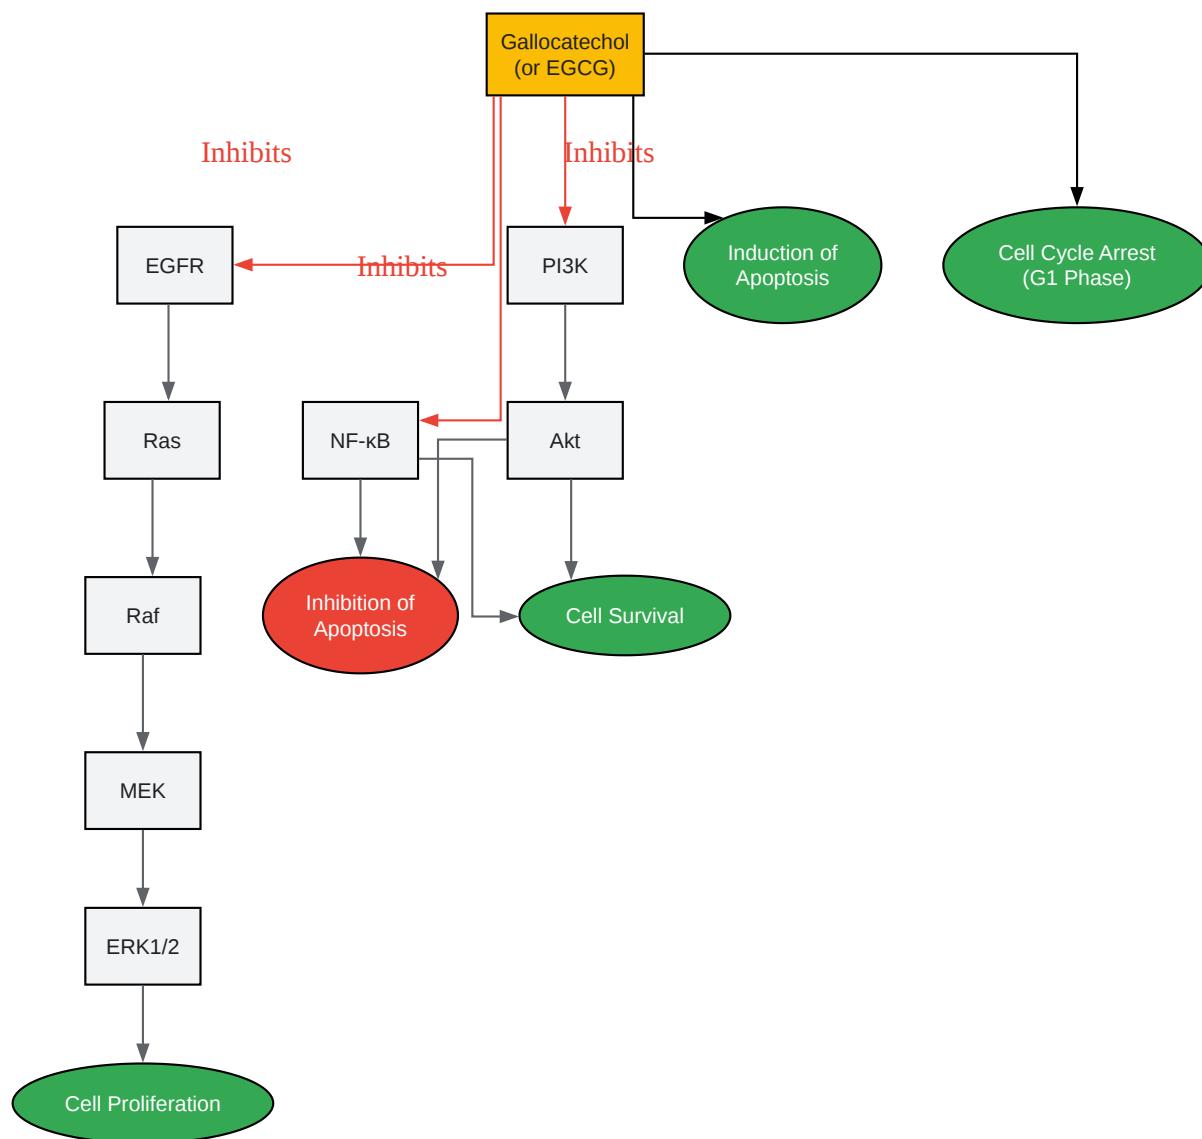 Gallocatechol
(or EGCG)
Inhibits
Inhibits
EGFR
Inhibits
PI3K
Induction of
Apoptosis
Cell Cycle Arrest
(G1 Phase)
Ras
NF-κB
Akt
Raf
Inhibition of
Apoptosis
Cell Survival
MEK
ERK1/2
Cell Proliferation